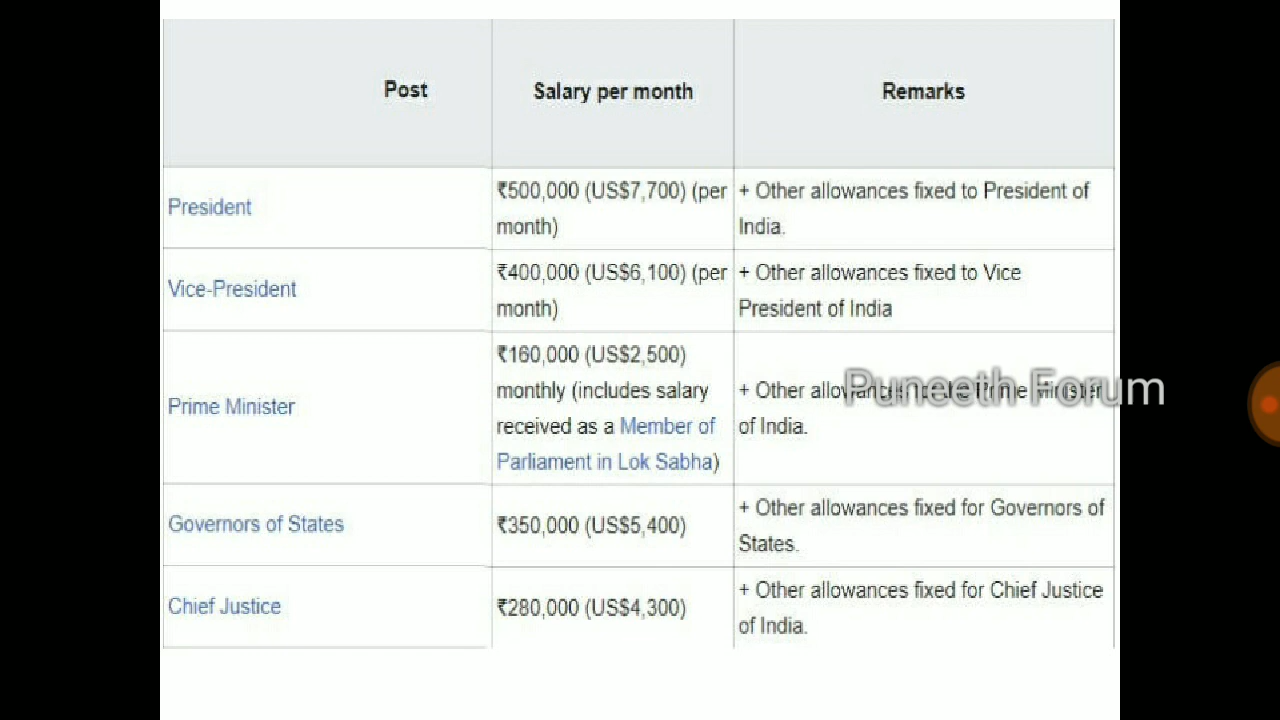 Post Salary per month Remarks
President
₹500,000 (US$7,700) (per
month)
+ Other allowances fixed to President of
India.
Vice-President
₹400,000 (US$6,100) (per
month)
+ Other allowances fixed to Vice
President of India
Prime Minister
₹160,000 (US$2,500)
monthly (includes salary
received as a Member of
Parliament in Lok Sabha)
+ Other allowances to the Prime Minister
of India.
Puneeth Forum
Governors of States
₹350,000 (US$5,400)
+ Other allowances fixed for Governors of
States.
Chief Justice
₹280,000 (US$4,300)
+ Other allowances fixed for Chief Justice
of India.